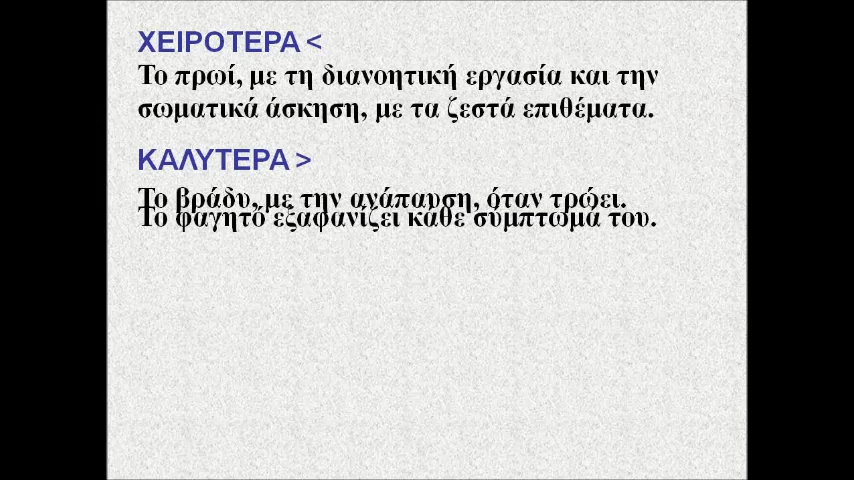 ΧΕΙΡΟΤΕΡΑ <
Το πρωί, με τη διανοητική εργασία και την
σωματικά άσκηση, με τα ζεστά επιθέματα.
ΚΑΛΥΤΕΡΑ >
Το βράδυ, με την ανάπαυση, όταν τρώει.
Το φαγητό εξαφανίζει κάθε σύμπτωμά του.